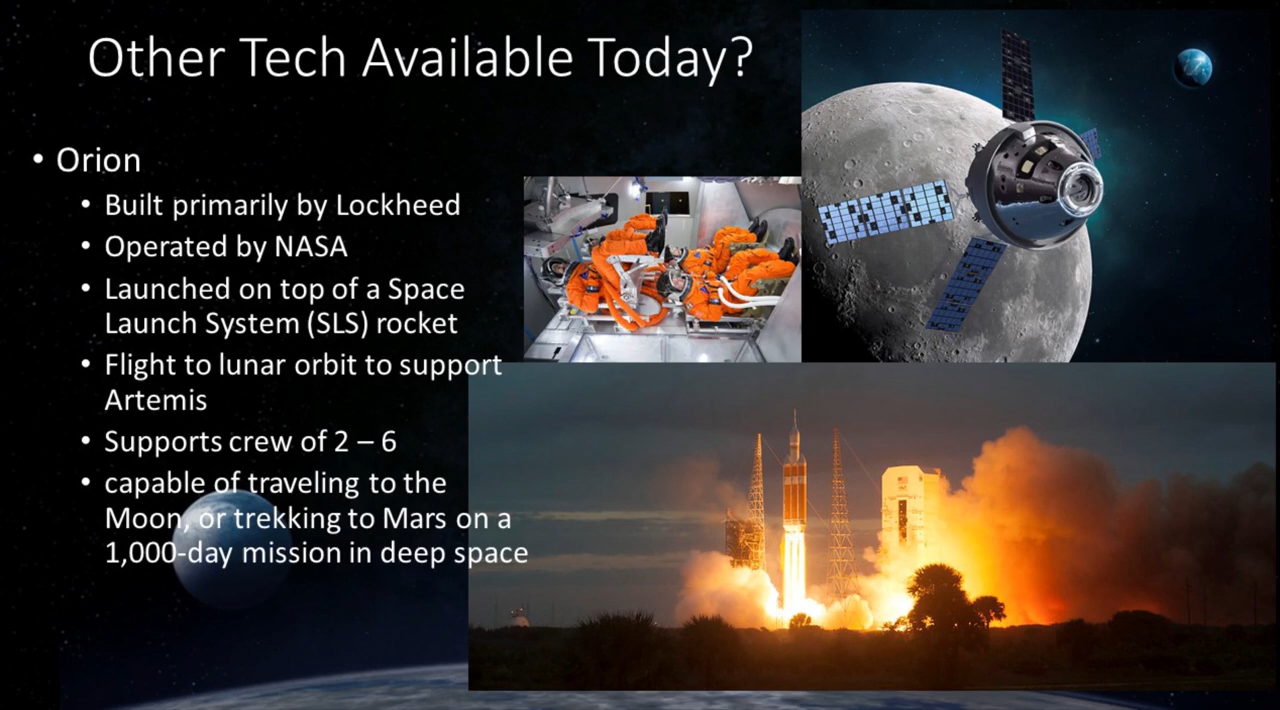 Other Tech Available Today?
• Orion
• Built primarily by Lockheed
• Operated by NASA
• Launched on top of a Space
Launch System (SLS) rocket
• Flight to lunar orbit to support
Artemis
• Supports crew of 2 – 6
• capable of traveling to the
Moon, or trekking to Mars on a
1,000-day mission in deep space